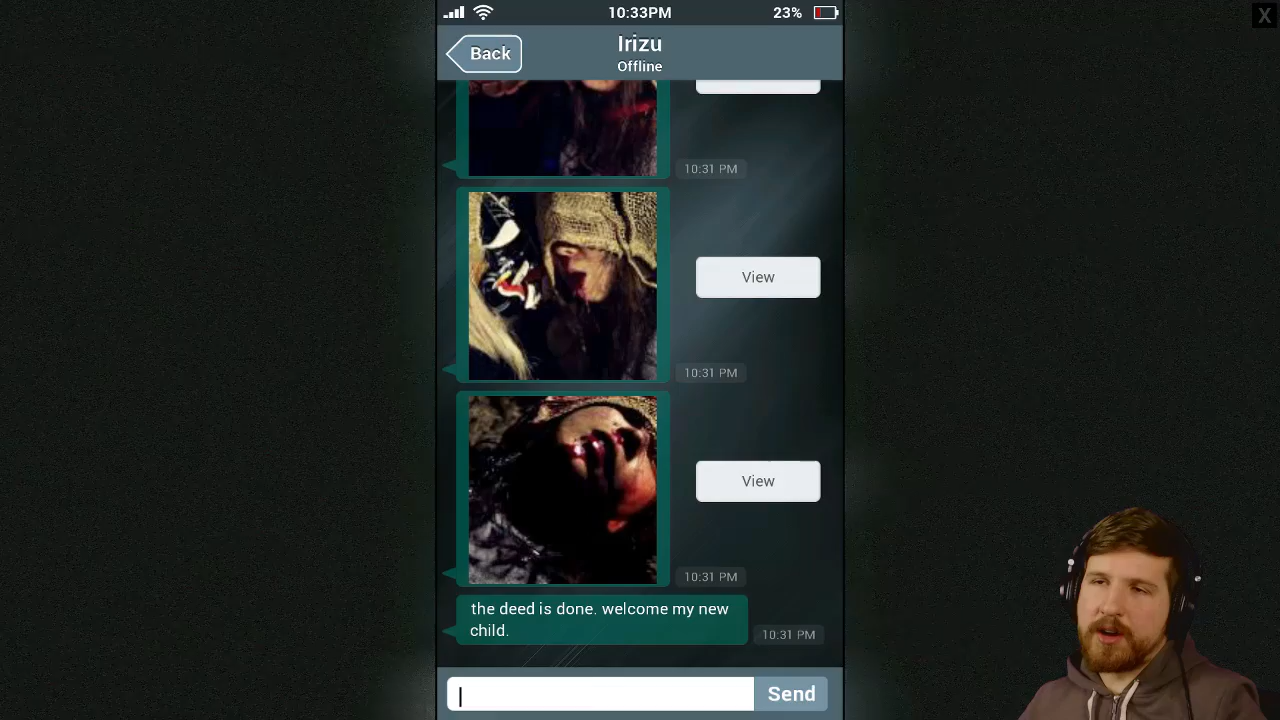 10:33PM
23%
X
Back
Irizu
Offline
10:31 PM
View
10:31 PM
View
10:31 PM
the deed is done. welcome my new
child.
10:31 PM
Send